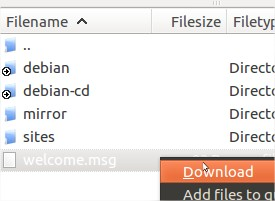 Filename Filesize Filetyp
..
debian Directo
debian-cd Directo
mirror Directo
sites Directo
welcome.msg
Download
Add files to q